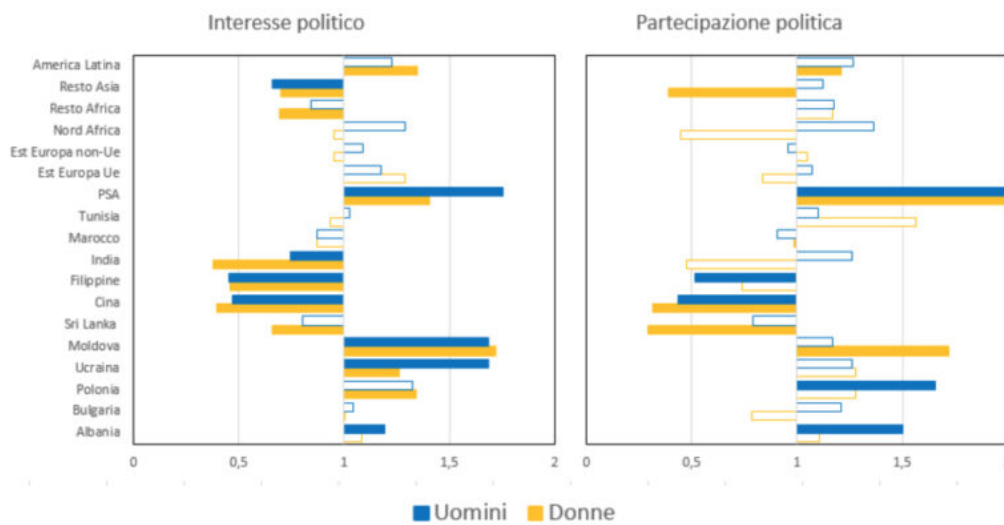 Interesse politico
Partecipazione politica
America Latina
Resto Asia
Resto Africa
Nord Africa
Est Europa non-Ue
Est Europa Ue
PSA
Tunisia
Marocco
India
Filippine
Cina
Sri Lanka
Moldova
Ucraina
Polonia
Bulgaria
Albania
0 0,5 1 1,5 2
0 0,5 1 1,5 2
Uomini Donne